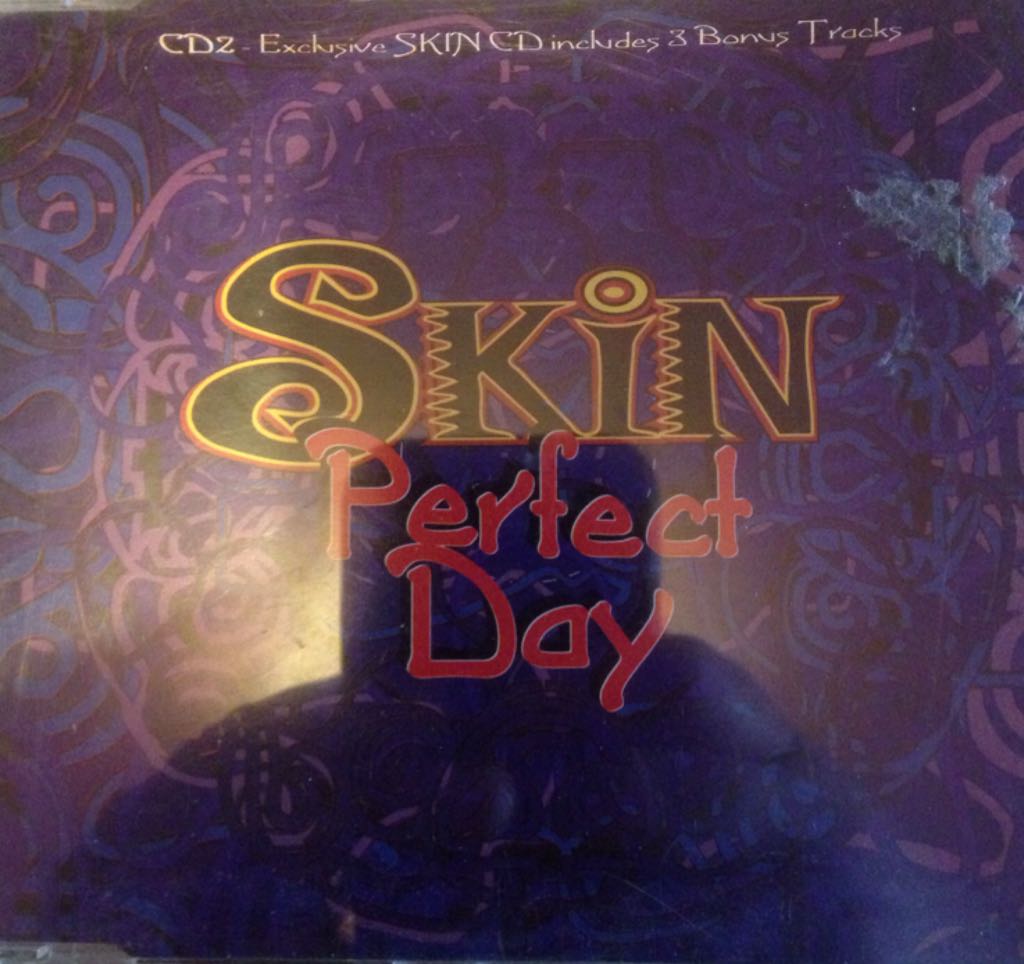 CD2 - Exclusive SKIN CD includes 3 Bonus Tracks
SKiN
Perfect
Day